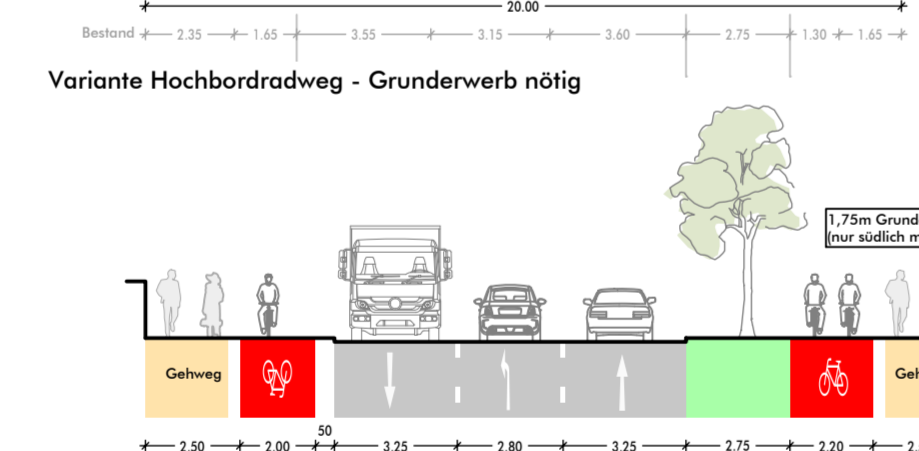 20.00
Bestand 2.35 1.65 3.55 3.15 3.60 2.75 1.30 1.65
Variante Hochbordradweg - Grunderwerb nötig
1,75m Grund
(nur südlich m
Gehweg
Geh
50
2.50 2.00 3.25 2.80 3.25 2.75 2.20 2.